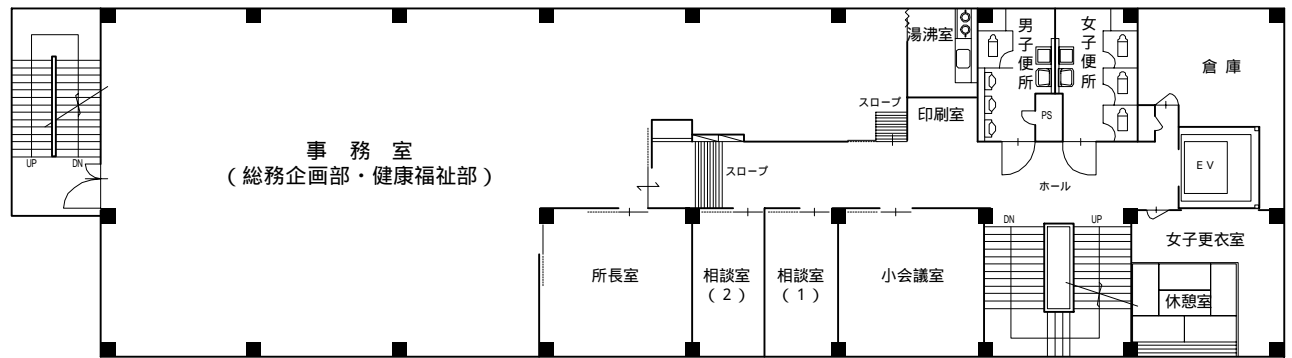 湯沸室
男子便所
女子便所
倉 庫
スロープ
印刷室
PS
事 務 室
(総務企画部・健康福祉部)
UP
DN
スロープ
ホール
EV
DN
UP
女子更衣室
所長室
相談室
(2)
相談室
(1)
小会議室
休憩室